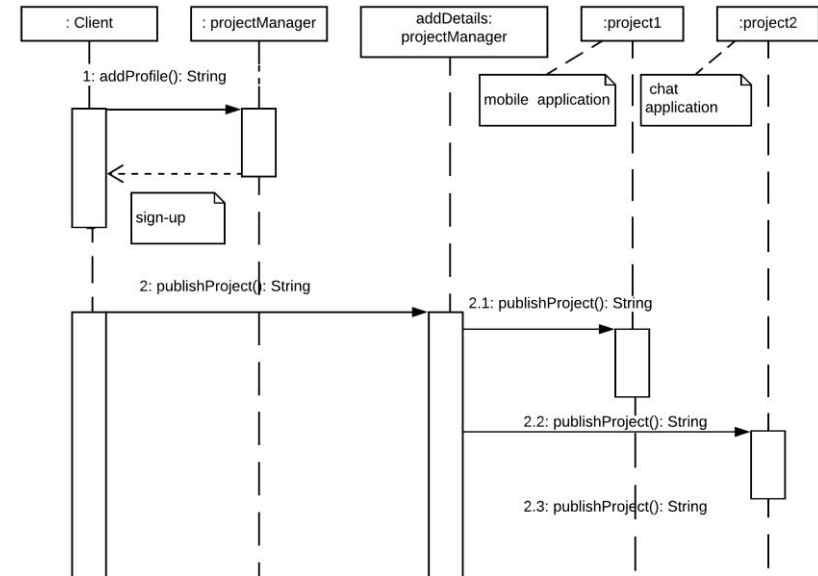 : Client
: projectManager
addDetails:
projectManager
:project1
:project2
1: addProfile(): String
mobile application
chat
application
sign-up
2: publishProject(): String
2.1: publishProject(): String
2.2: publishProject(): String
2.3: publishProject(): String